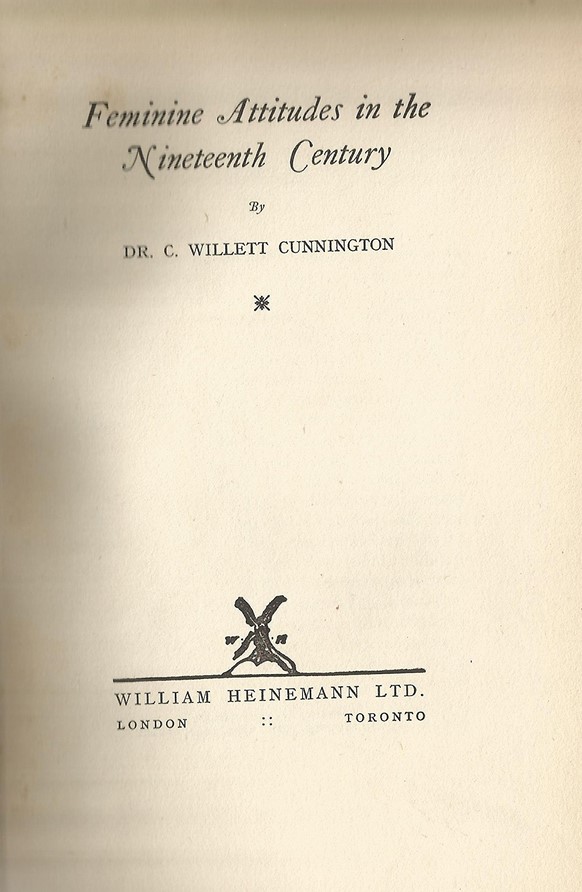 Feminine Attitudes in the
Nineteenth Century
By
DR. C. WILLETT CUNNINGTON
W · H
WILLIAM HEINEMANN LTD.
LONDON :: TORONTO